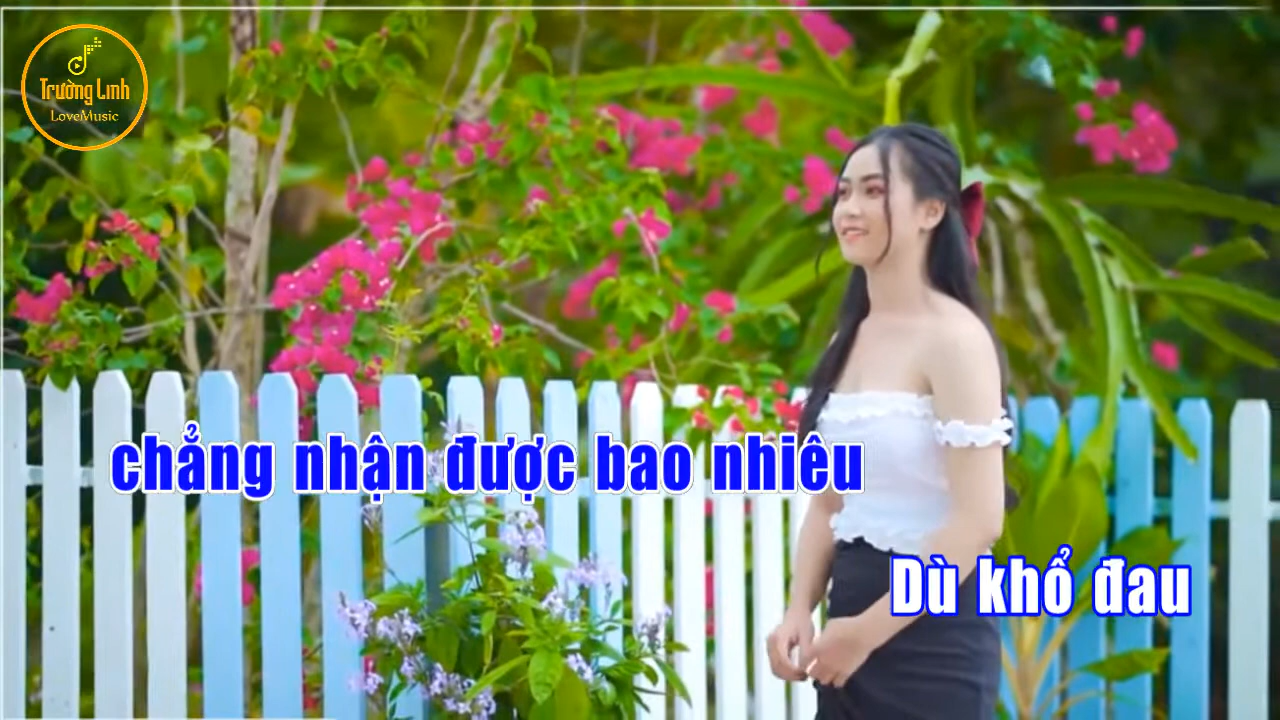 Trường Linh
LoveMusic
chẳng nhận được bao nhiêu
Dù khổ đau